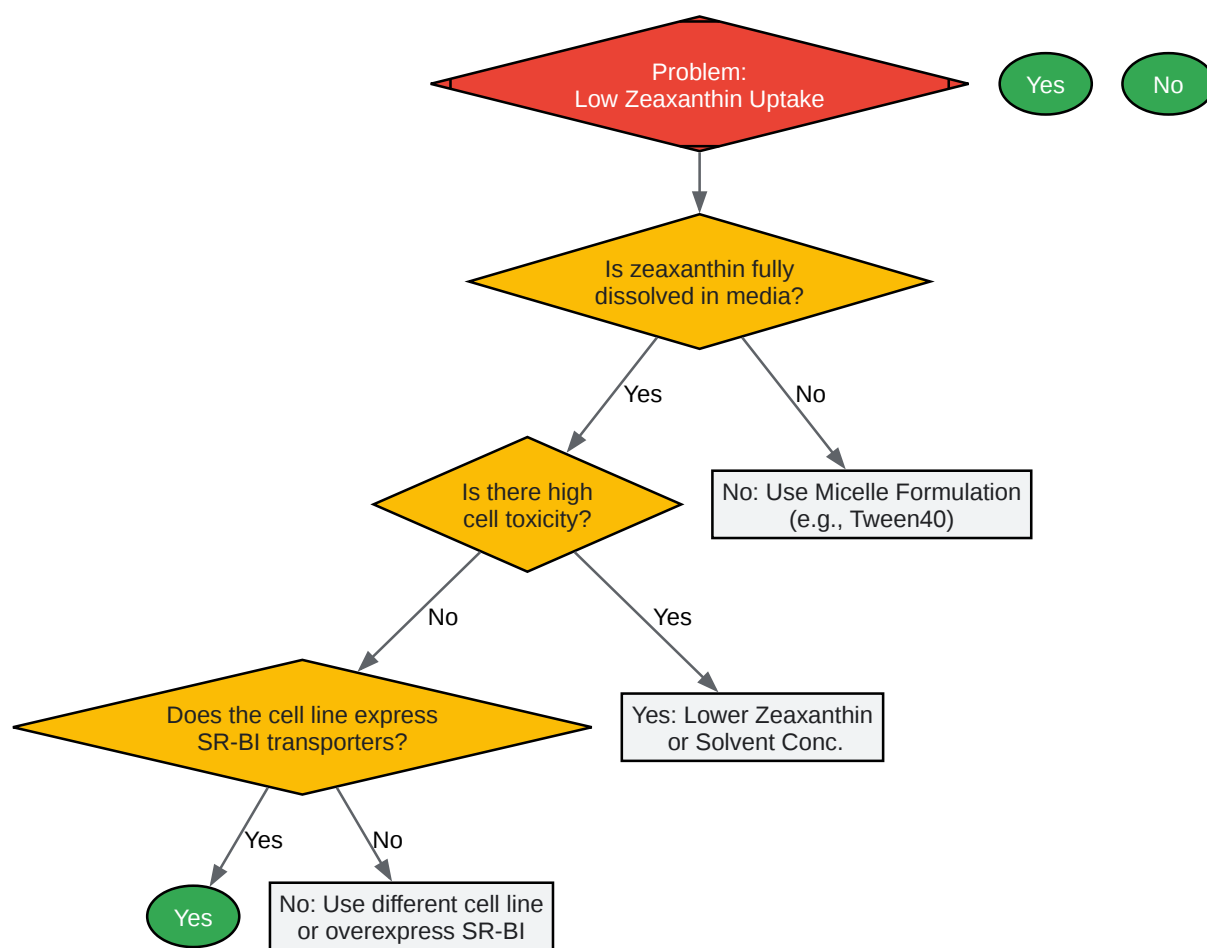 Problem:
Low Zeaxanthin Uptake
Yes
No
Is zeaxanthin fully
dissolved in media?
Yes
No
Is there high
cell toxicity?
No: Use Micelle Formulation
(e.g., Tween40)
No
Yes
Does the cell line express
SR-BI transporters?
Yes: Lower Zeaxanthin
or Solvent Conc.
Yes
No
Yes
No: Use different cell line
or overexpress SR-BI